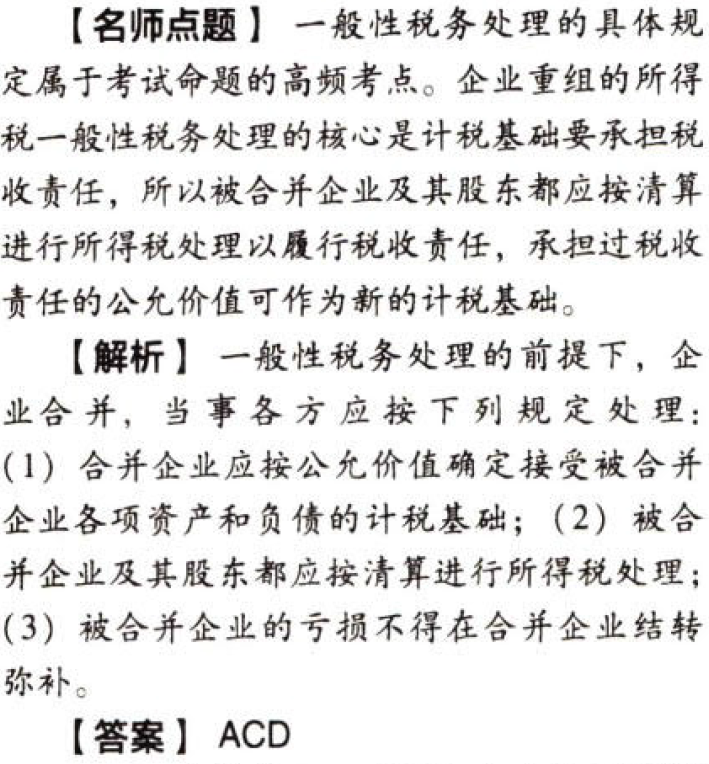 【名师点题】 一般性税务处理的具体规
定属于考试命题的高频考点。企业重组的所得
税一般性税务处理的核心是计税基础要承担税
收责任，所以被合并企业及其股东都应按清算
进行所得税处理以履行税收责任，承担过税收
责任的公允价值可作为新的计税基础。
【解析】 一般性税务处理的前提下，企
业合并，当事各方应按下列规定处理：
(1) 合并企业应按公允价值确定接受被合并
企业各项资产和负债的计税基础；(2) 被合
并企业及其股东都应按清算进行所得税处理；
(3) 被合并企业的亏损不得在合并企业结转
弥补。
【答案】 ACD